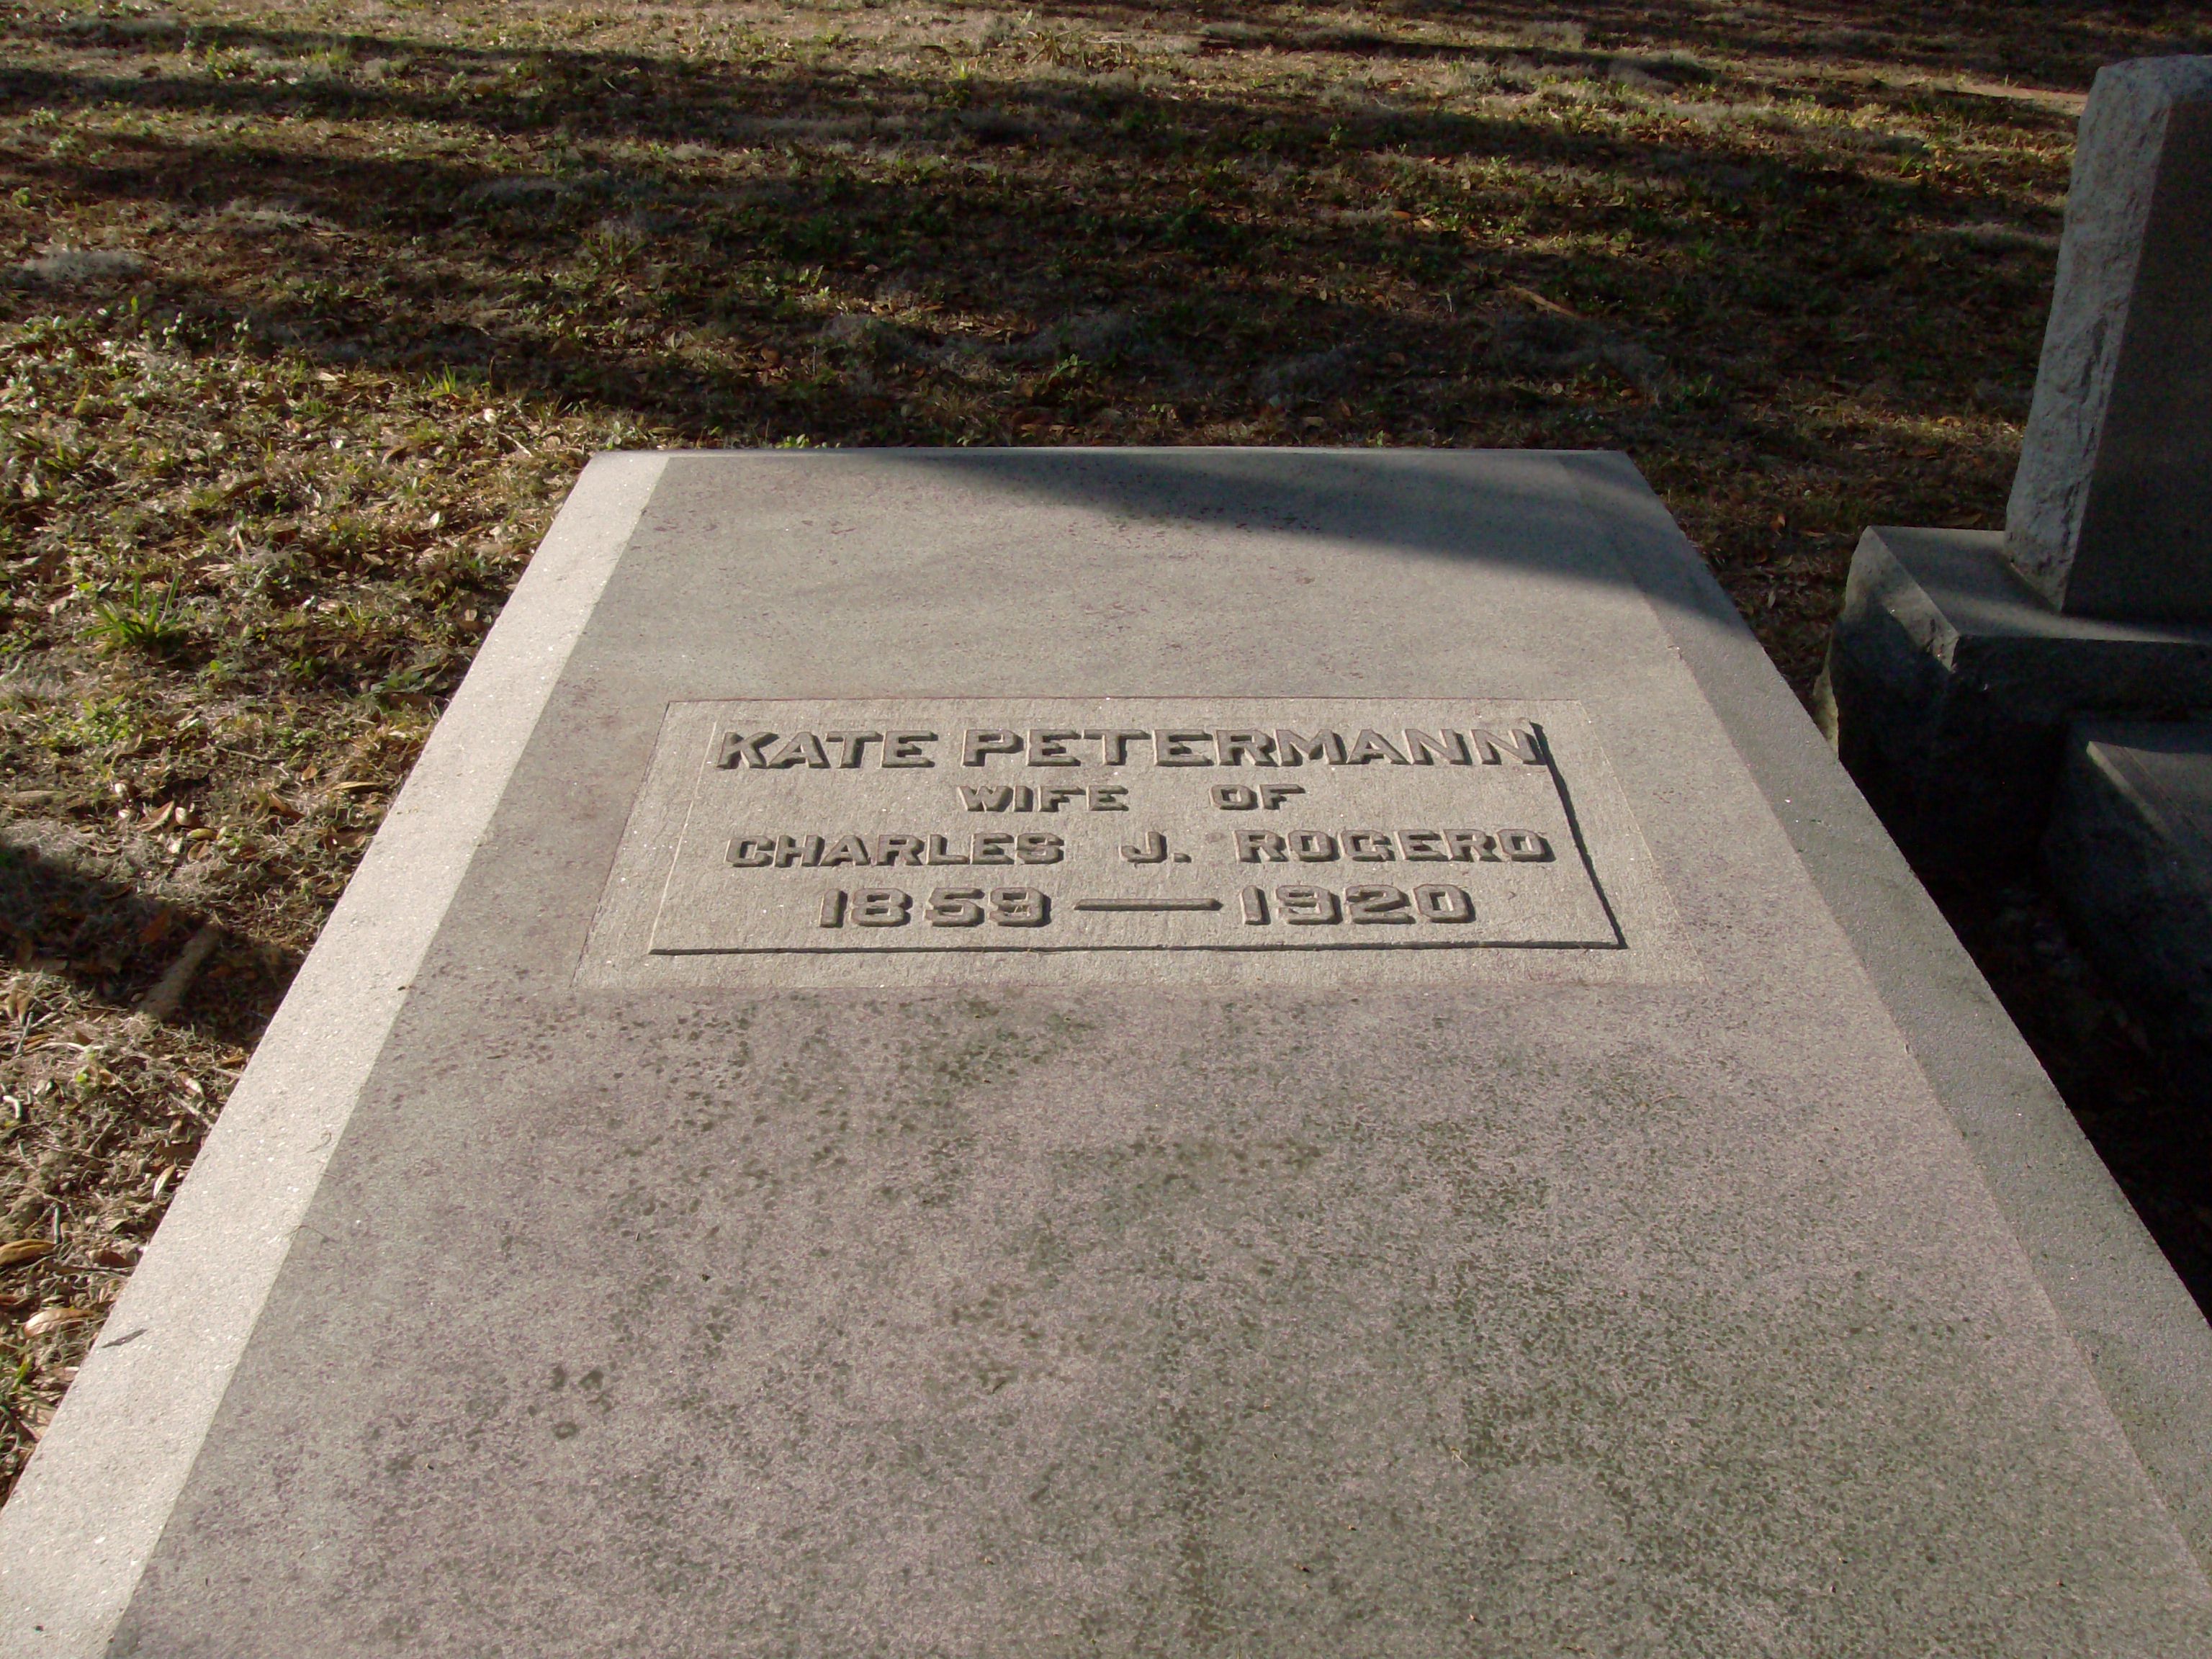 KATE PETERMANN
WIFE OF
CHARLES J. ROGERO
1859 — 1920